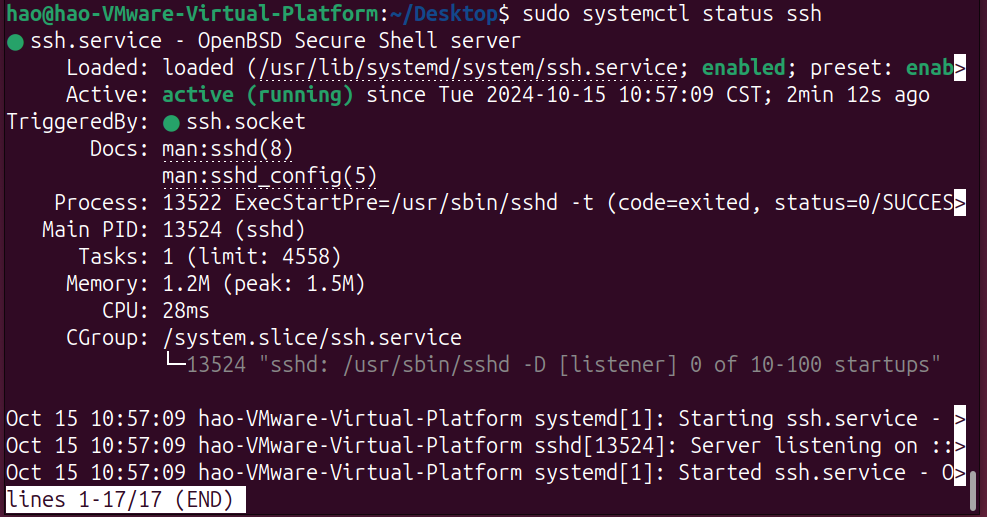 hao@hao-VMware-Virtual-Platform:~/Desktop$ sudo systemctl status ssh
● ssh.service - OpenBSD Secure Shell server
     Loaded: loaded (/usr/lib/systemd/system/ssh.service; enabled; preset: enab>
     Active: active (running) since Tue 2024-10-15 10:57:09 CST; 2min 12s ago
TriggeredBy: ● ssh.socket
       Docs: man:sshd(8)
             man:sshd_config(5)
    Process: 13522 ExecStartPre=/usr/sbin/sshd -t (code=exited, status=0/SUCCES>
   Main PID: 13524 (sshd)
      Tasks: 1 (limit: 4558)
     Memory: 1.2M (peak: 1.5M)
        CPU: 28ms
     CGroup: /system.slice/ssh.service
             └─13524 "sshd: /usr/sbin/sshd -D [listener] 0 of 10-100 startups"
Oct 15 10:57:09 hao-VMware-Virtual-Platform systemd[1]: Starting ssh.service - >
Oct 15 10:57:09 hao-VMware-Virtual-Platform sshd[13524]: Server listening on ::>
Oct 15 10:57:09 hao-VMware-Virtual-Platform systemd[1]: Started ssh.service - O>
lines 1-17/17 (END)